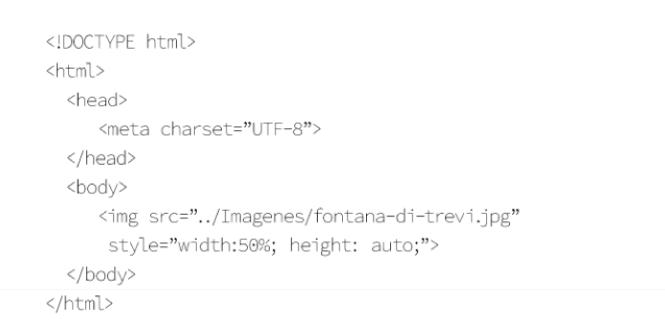 <!DOCTYPE html>
<html>
<head>
<meta charset=”UTF-8”>
</head>
<body>
<img src=”../Imagenes/fontana-di-trevi.jpg”
style=”width:50%; height: auto;”>
</body>
</html>